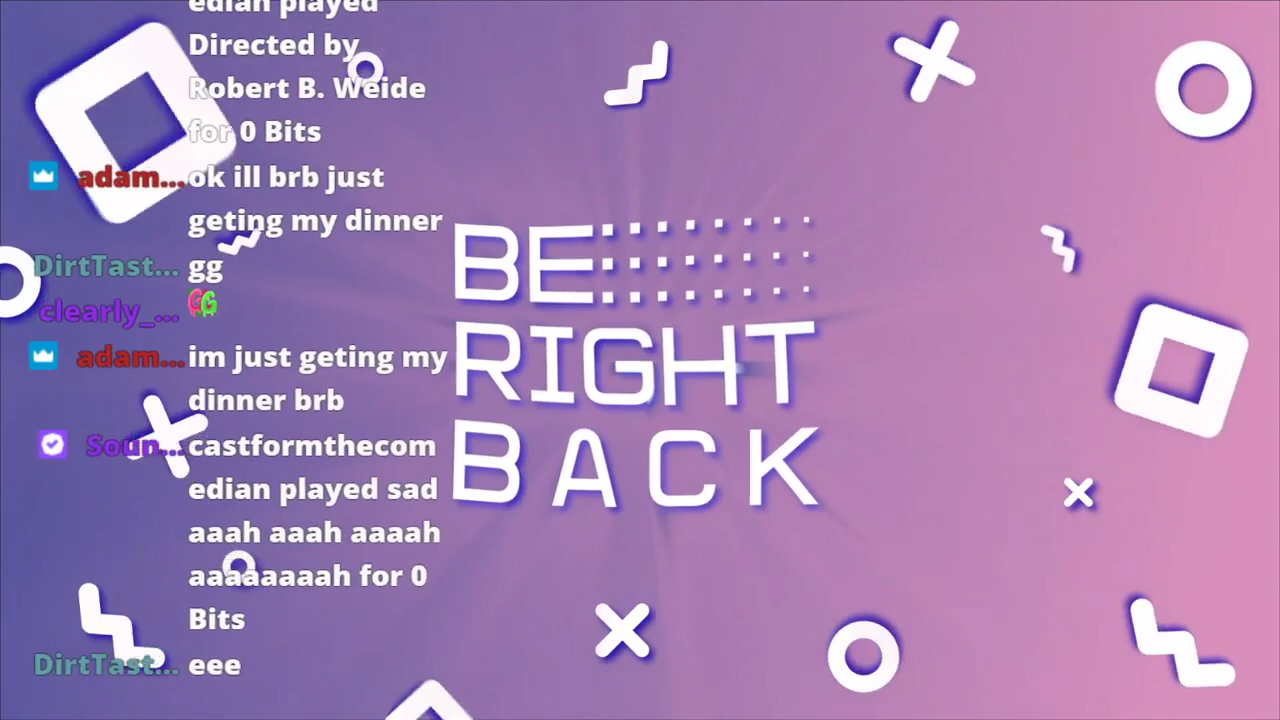 edian played
Directed by
Robert B. Weide
for 0 Bits
adam... ok ill brb just
geting my dinner
DirtTast... gg
clearly_... GG
adam... im just geting my
dinner brb
Soun... castformthecom
edian played sad
aaah aaah aaaah
aaaaaaaah for 0
Bits
DirtTast... eee
BE
RIGHT
BACK